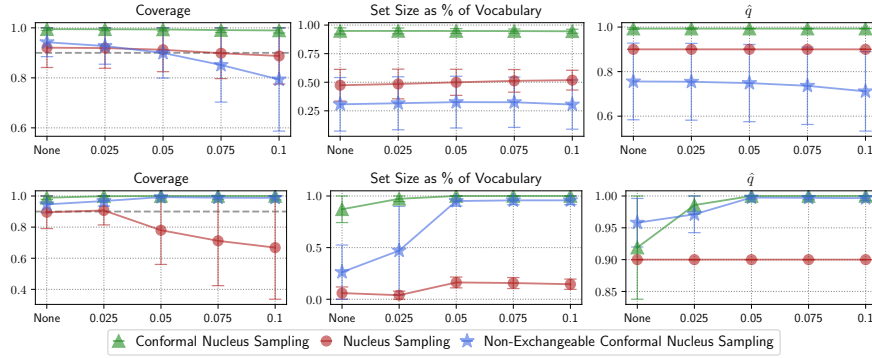 Coverage
Set Size as % of Vocabulary
q̂
1.0
0.8
0.6
None 0.025 0.05 0.075 0.1
1.00
0.75
0.50
0.25
None 0.025 0.05 0.075 0.1
1.0
0.8
0.6
None 0.025 0.05 0.075 0.1
Coverage
Set Size as % of Vocabulary
q̂
1.0
0.8
0.6
0.4
None 0.025 0.05 0.075 0.1
1.0
0.5
0.0
None 0.025 0.05 0.075 0.1
1.00
0.95
0.90
0.85
None 0.025 0.05 0.075 0.1
Conformal Nucleus Sampling Nucleus Sampling Non-Exchangeable Conformal Nucleus Sampling